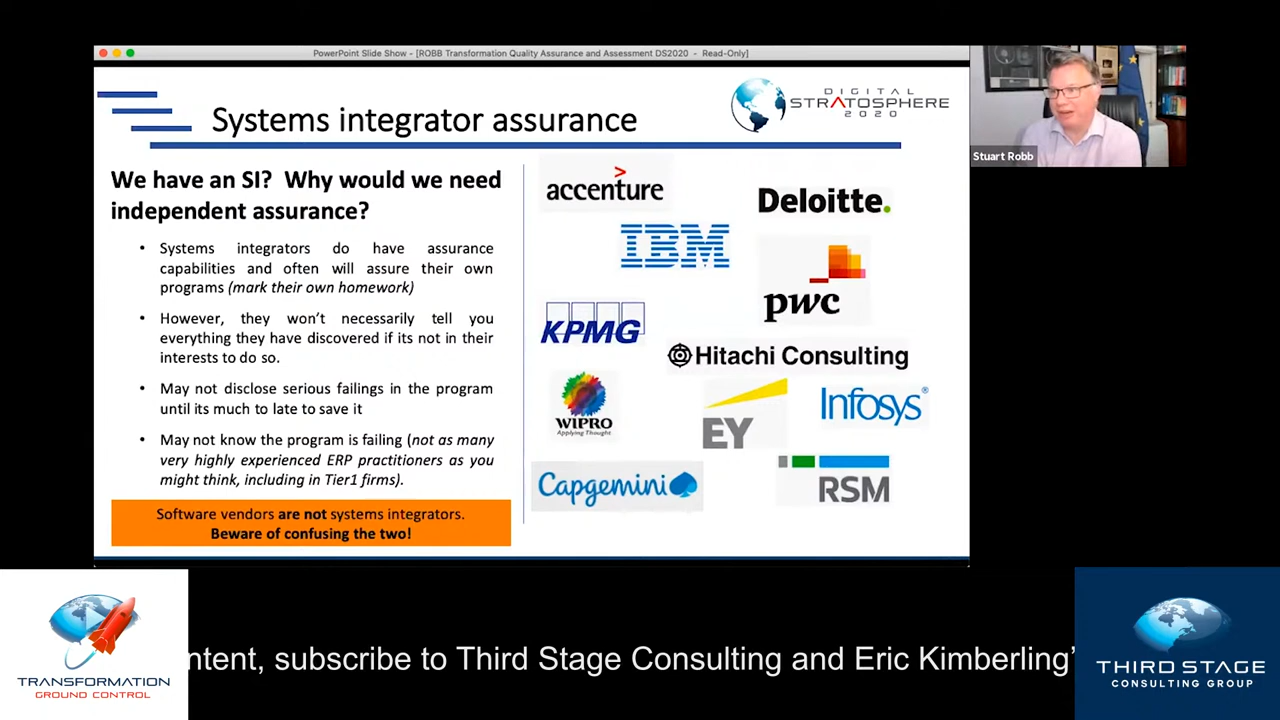 PowerPoint Slide Show - [ROBB Transformation Quality Assurance and Assessment DS2020 - Read-Only]
Systems integrator assurance
DIGITAL
STRATOSPHERE
2020
Stuart Robb
We have an SI? Why would we need
independent assurance?
• Systems integrators do have assurance
capabilities and often will assure their own
programs (mark their own homework)
• However, they won't necessarily tell you
everything they have discovered if its not in their
interests to do so.
• May not disclose serious failings in the program
until its much to late to save it
• May not know the program is failing (not as many
very highly experienced ERP practitioners as you
might think, including in Tier1 firms).
Software vendors are not systems integrators.
Beware of confusing the two!
accenture
Deloitte.
IBM
pwc
KPMG
Hitachi Consulting
WIPRO
Applying Thought
EY
Infosys®
Capgemini
RSM
TRANSFORMATION
GROUND CONTROL
ntent, subscribe to Third Stage Consulting and Eric Kimberling'
THIRD STAGE
CONSULTING GROUP